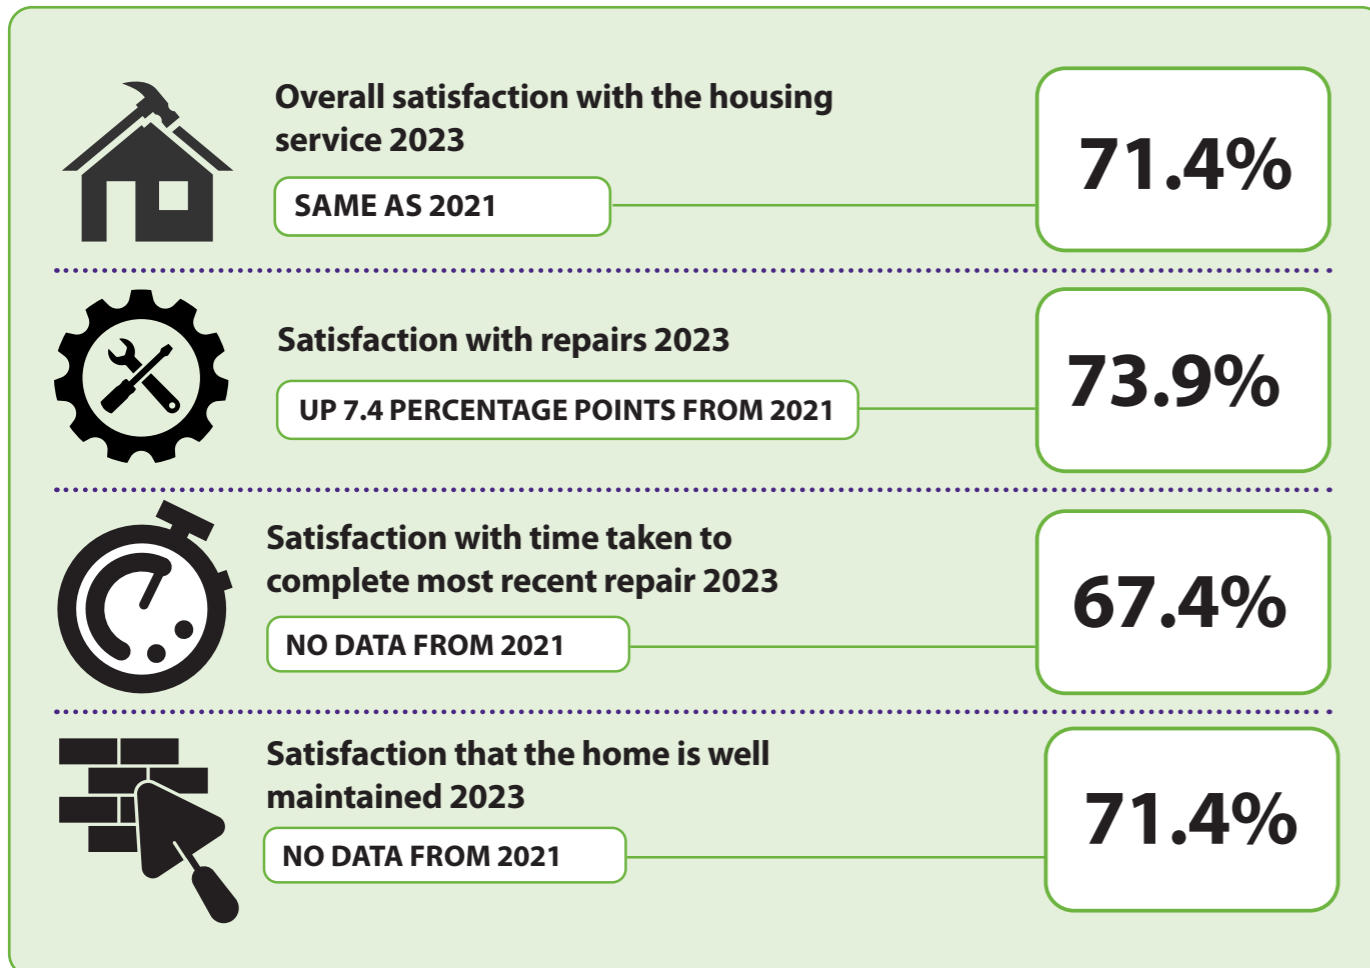 Overall satisfaction with the housing
service 2023
SAME AS 2021
71.4%
Satisfaction with repairs 2023
UP 7.4 PERCENTAGE POINTS FROM 2021
73.9%
Satisfaction with time taken to
complete most recent repair 2023
NO DATA FROM 2021
67.4%
Satisfaction that the home is well
maintained 2023
NO DATA FROM 2021
71.4%